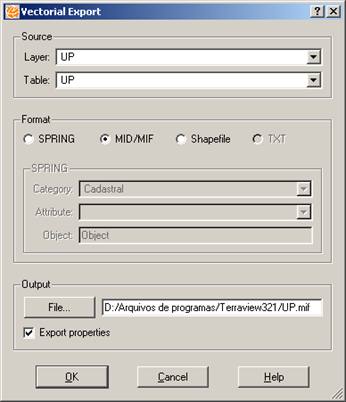 Vectorial Export
Source
Layer: UP
Table: UP
Format
SPRING MID/MIF Shapefile TXT
SPRING
Category: Cadastral
Attribute:
Object: Object
Output
File... D:/Arquivos de programas/Terraview321/UP.mif
Export properties
OK Cancel Help